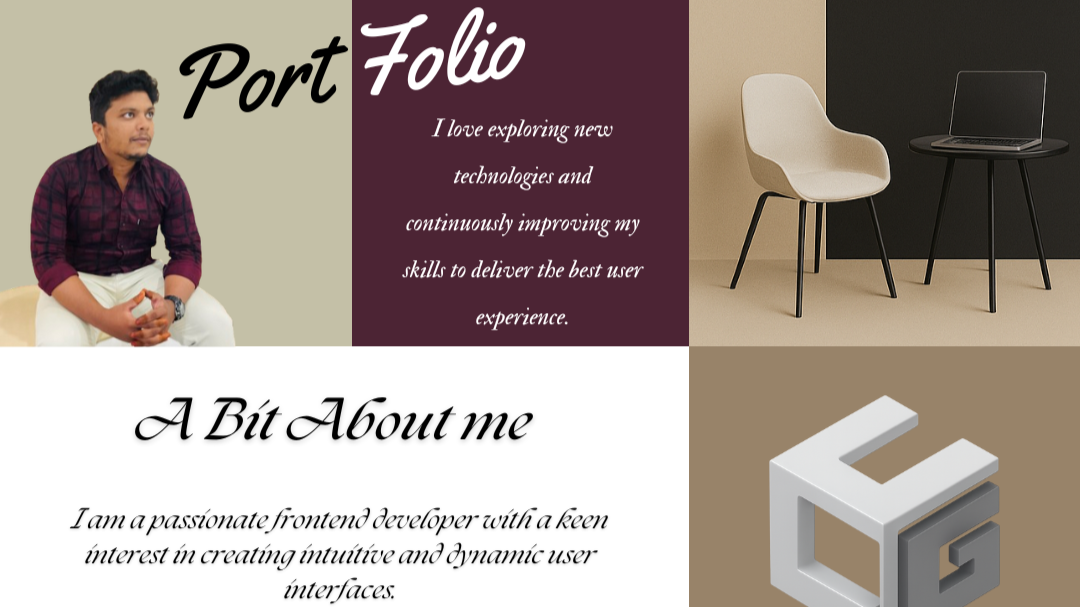 Port Folio
I love exploring new
technologies and
continuously improving my
skills to deliver the best user
experience.
A Bit About me
I am a passionate frontend developer with a keen
interest in creating intuitive and dynamic user
interfaces.